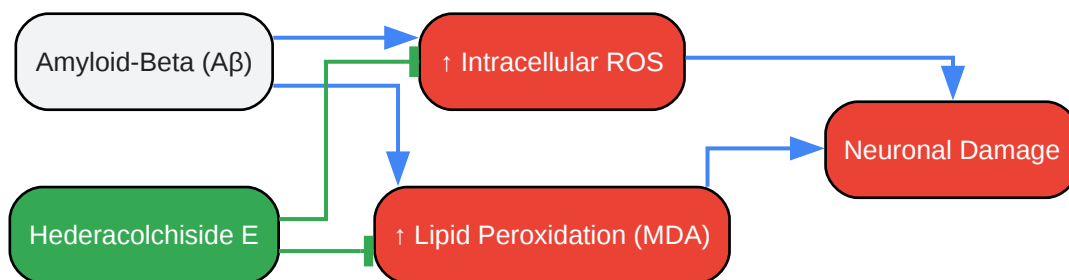 Amyloid-Beta (Aβ)
↑ Intracellular ROS
Neuronal Damage
Hederacolchiside E
↑ Lipid Peroxidation (MDA)